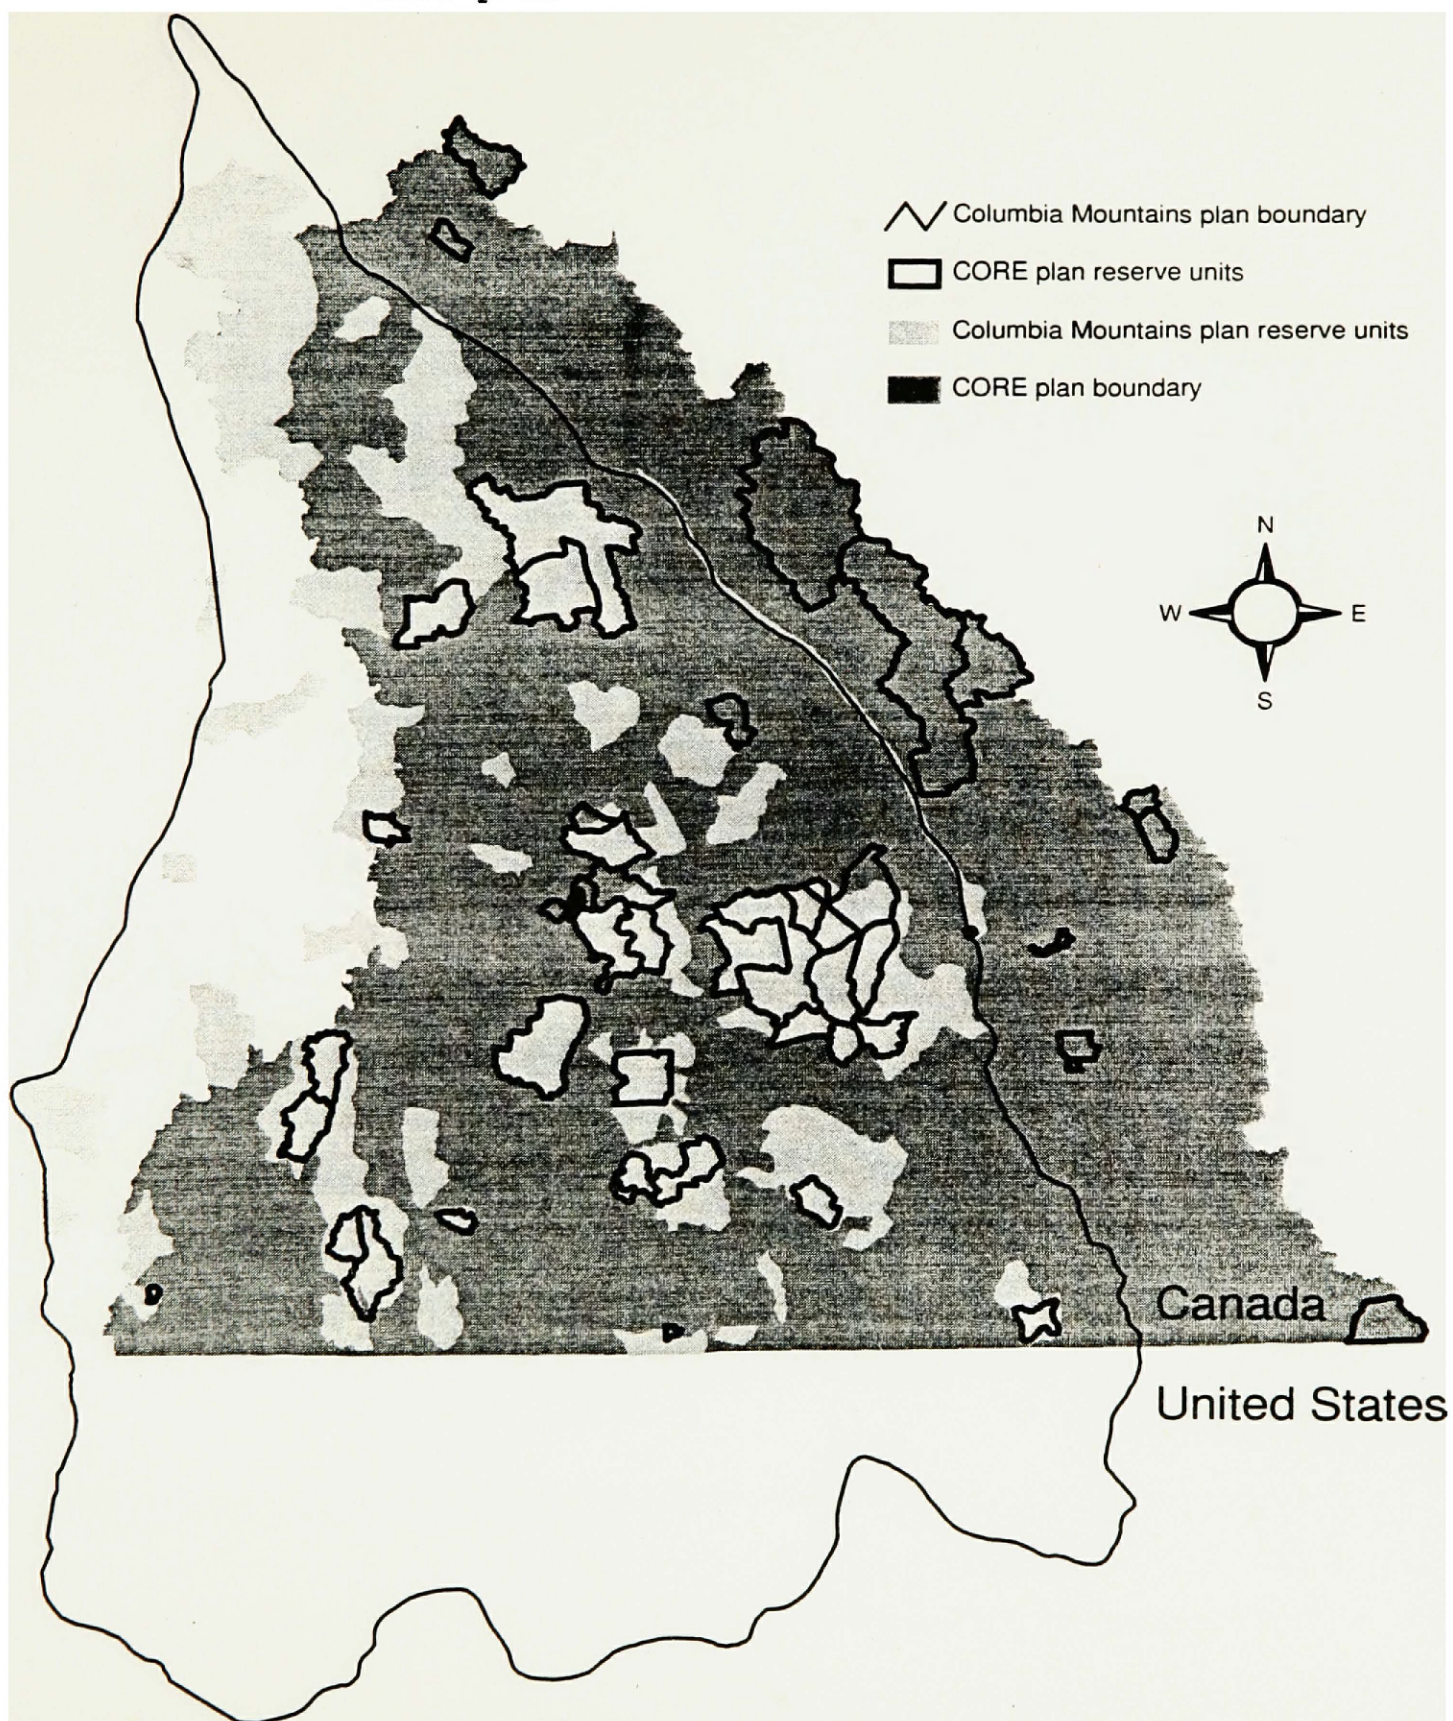 Columbia Mountains plan boundary
CORE plan reserve units
Columbia Mountains plan reserve units
CORE plan boundary
N
W
E
S
Canada
United States